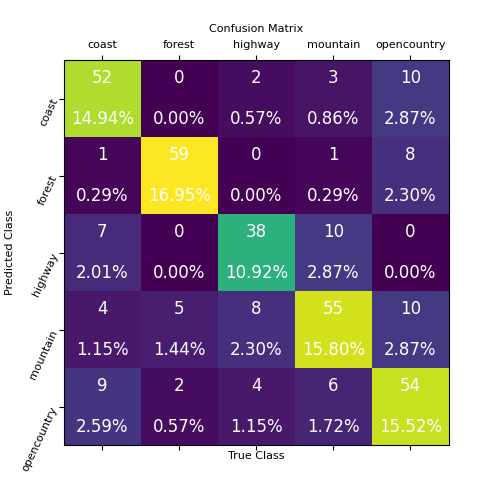 Confusion Matrix
coast forest highway mountain opencountry
coast 52 0 2 3 10
14.94% 0.00% 0.57% 0.86% 2.87%
forest 1 59 0 1 8
0.29% 16.95% 0.00% 0.29% 2.30%
highway 7 0 38 10 0
2.01% 0.00% 10.92% 2.87% 0.00%
mountain 4 5 8 55 10
1.15% 1.44% 2.30% 15.80% 2.87%
opencountry 9 2 4 6 54
2.59% 0.57% 1.15% 1.72% 15.52%
True Class
Predicted Class